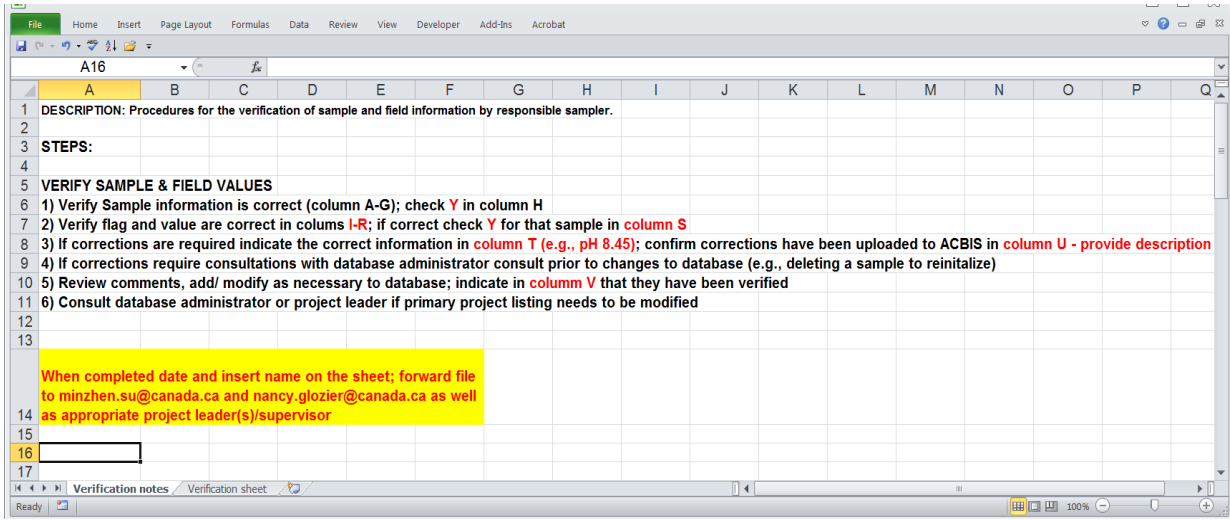 File Home Insert Page Layout Formulas Data Review View Developer Add-Ins Acrobat
A16 fx
A B C D E F G H I J K L M N O P Q
1 DESCRIPTION: Procedures for the verification of sample and field information by responsible sampler.
2
3 STEPS:
4
5 VERIFY SAMPLE & FIELD VALUES
6 1) Verify Sample information is correct (column A-G); check Y in column H
7 2) Verify flag and value are correct in colums I-R; if correct check Y for that sample in column S
8 3) If corrections are required indicate the correct information in column T (e.g., pH 8.45); confirm corrections have been uploaded to ACBIS in column U - provide description
9 4) If corrections require consultations with database administrator consult prior to changes to database (e.g., deleting a sample to reinitalize)
10 5) Review comments, add/ modify as necessary to database; indicate in columm V that they have been verified
11 6) Consult database administrator or project leader if primary project listing needs to be modified
12
13
When completed date and insert name on the sheet; forward file
to minzhen.su@canada.ca and nancy.glozier@canada.ca as well
14 as appropriate project leader(s)/supervisor
15
16
17
Verification notes Verification sheet
Ready 100%